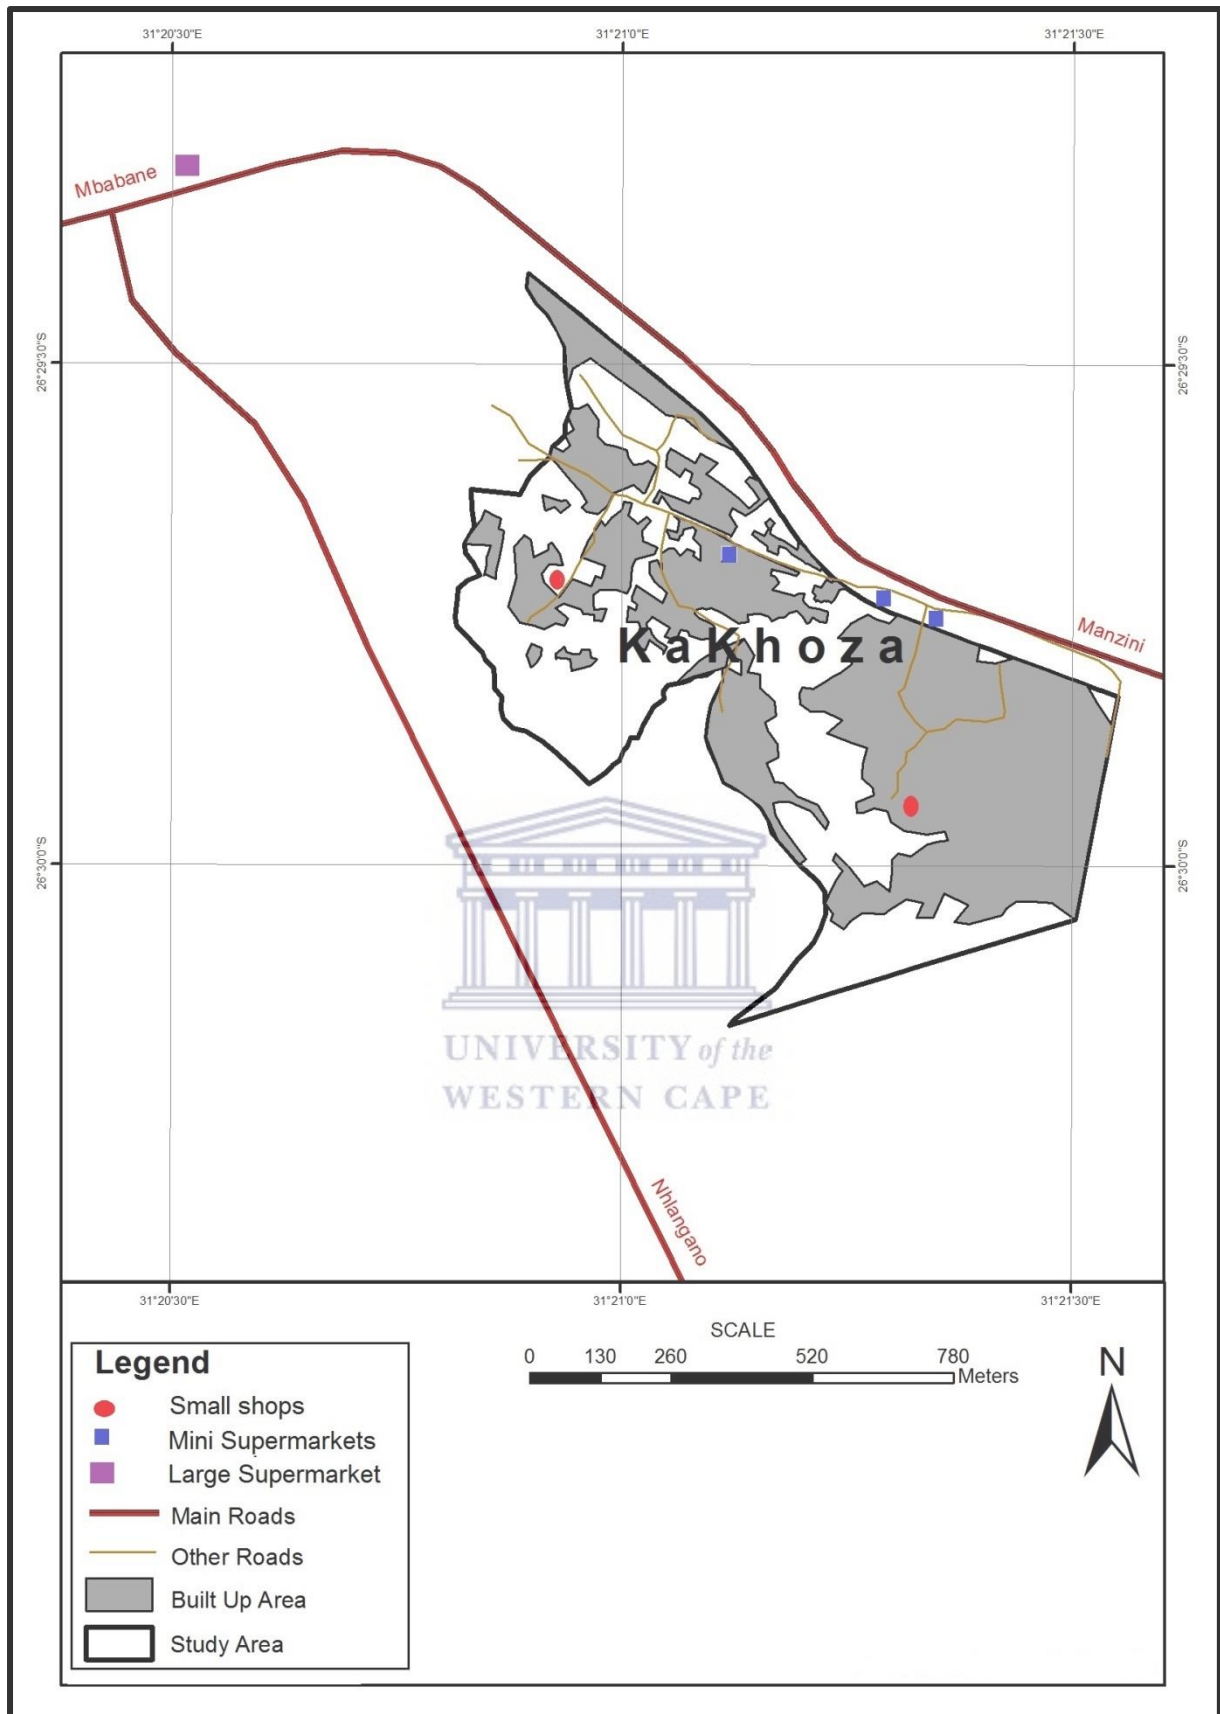 31°20'30"E 31°21'0"E 31°21'30"E
Mbabane
26°29'30"S 26°29'30"S
KaKhoza
Manzini
26°30'0"S 26°30'0"S
UNIVERSITY of the
WESTERN CAPE
Nhlangano
31°20'30"E 31°21'0"E 31°21'30"E
SCALE
0 130 260 520 780
Meters
N
Legend
Small shops
Mini Supermarkets
Large Supermarket
Main Roads
Other Roads
Built Up Area
Study Area